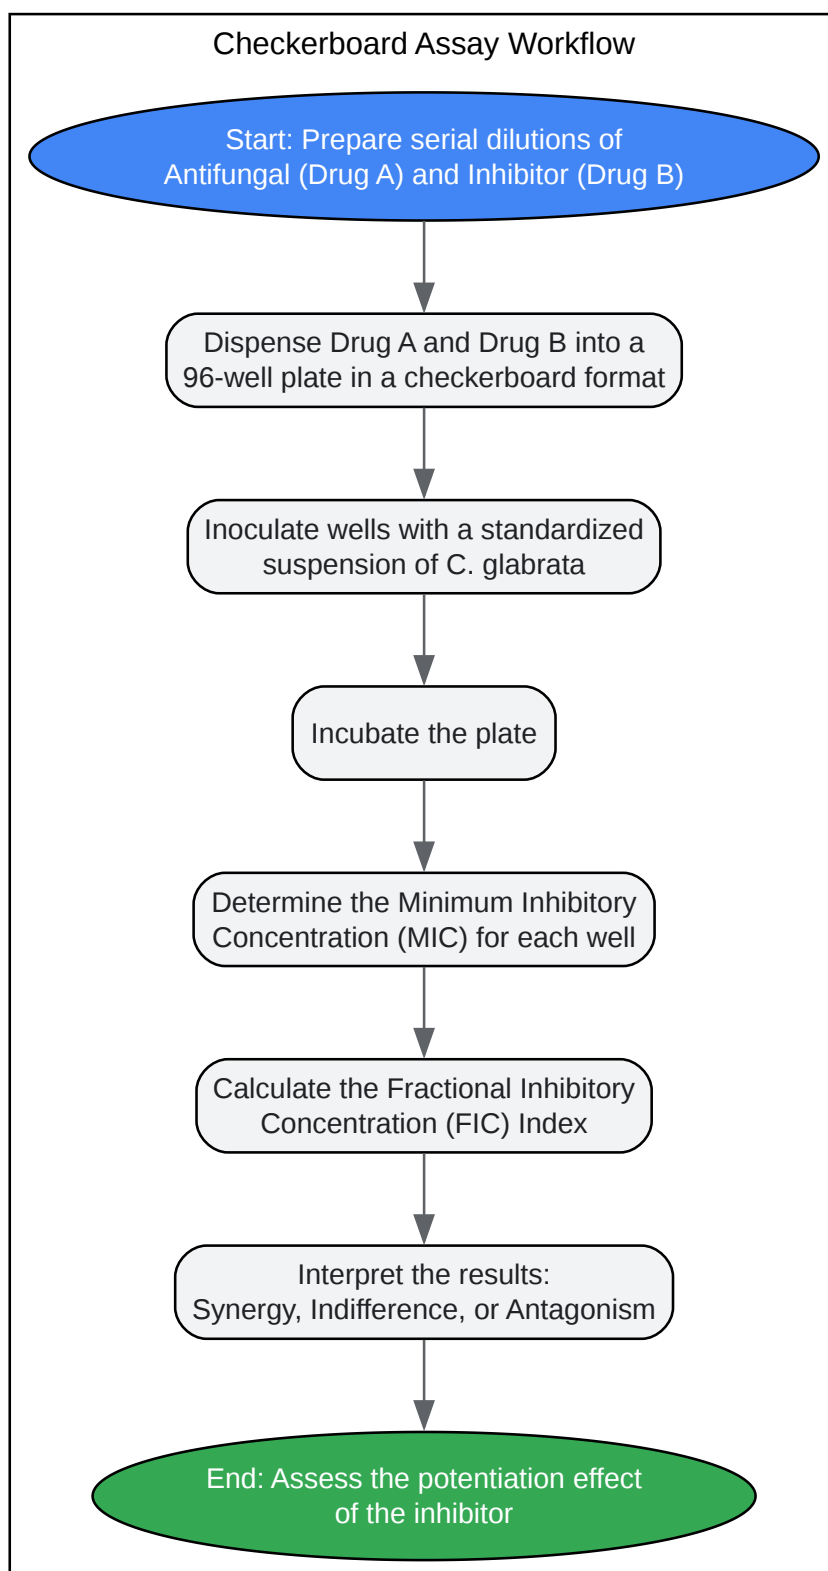 Checkerboard Assay Workflow
Start: Prepare serial dilutions of
Antifungal (Drug A) and Inhibitor (Drug B)
Dispense Drug A and Drug B into a
96-well plate in a checkerboard format
Inoculate wells with a standardized
suspension of C. glabrata
Incubate the plate
Determine the Minimum Inhibitory
Concentration (MIC) for each well
Calculate the Fractional Inhibitory
Concentration (FIC) Index
Interpret the results:
Synergy, Indifference, or Antagonism
End: Assess the potentiation effect
of the inhibitor